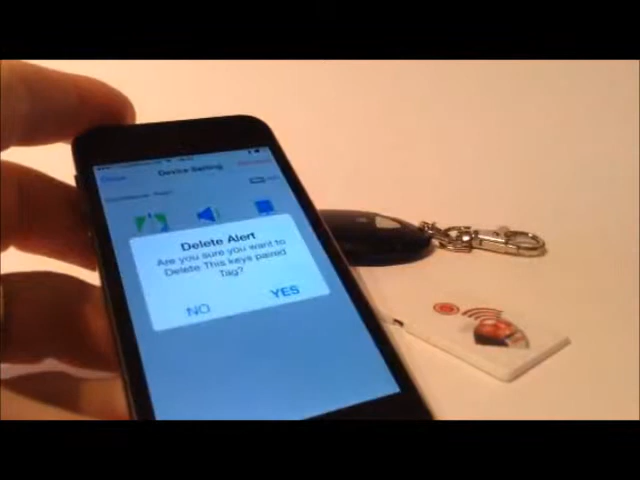 Device Setting
Delete Alert
Are you sure you want to
Delete This keys paired
Tag?
NO
YES